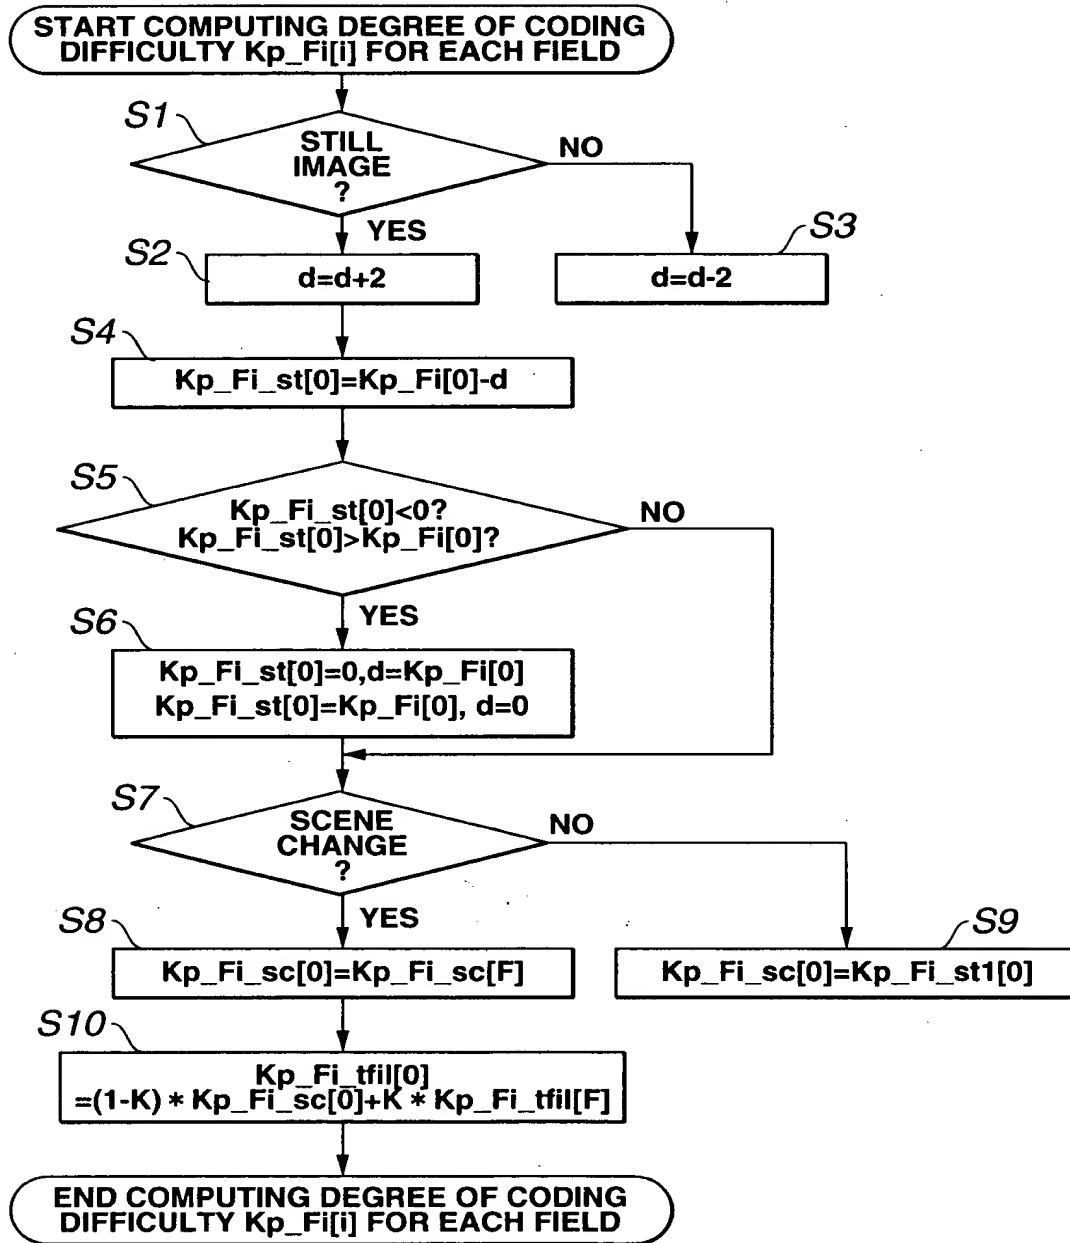 START COMPUTING DEGREE OF CODING
DIFFICULTY Kp_Fi[i] FOR EACH FIELD
S1
STILL
IMAGE
?
NO
YES
S2
d=d+2
S3
d=d-2
S4
Kp_Fi_st[0]=Kp_Fi[0]-d
S5
Kp_Fi_st[0]<0?
Kp_Fi_st[0]>Kp_Fi[0]?
NO
YES
S6
Kp_Fi_st[0]=0,d=Kp_Fi[0]
Kp_Fi_st[0]=Kp_Fi[0], d=0
S7
SCENE
CHANGE
?
NO
YES
S8
Kp_Fi_sc[0]=Kp_Fi_sc[F]
S9
Kp_Fi_sc[0]=Kp_Fi_st1[0]
S10
Kp_Fi_tfil[0]
=(1-K) * Kp_Fi_sc[0]+K * Kp_Fi_tfil[F]
END COMPUTING DEGREE OF CODING
DIFFICULTY Kp_Fi[i] FOR EACH FIELD